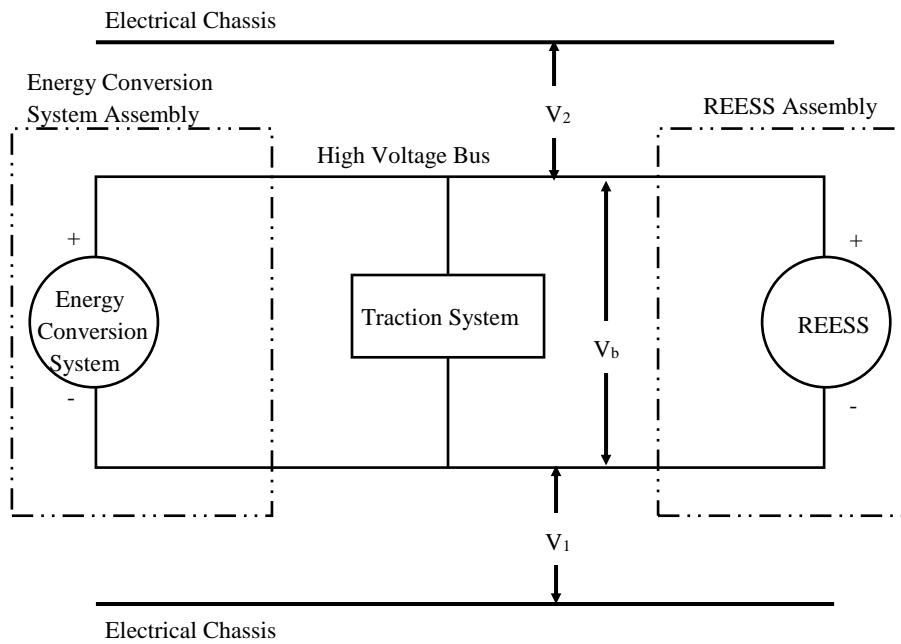 Electrical Chassis
Energy Conversion
System Assembly
V2
REESS Assembly
High Voltage Bus
+
+
Energy
Conversion
System
Traction System
REESS
Vb
-
-
V1
Electrical Chassis